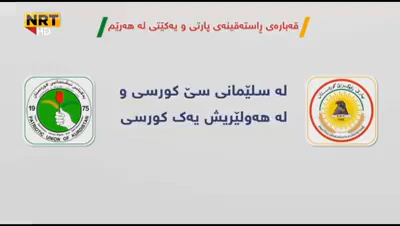 NRT
HD
قەبارەی ڕاستەقینەی پارتی و یەکێتی لە هەرێم
لە سلێمانی سێ کورسی و
لە هەولێریش یەک کورسی
1975
PATRIOTIC UNION OF KURDISTAN